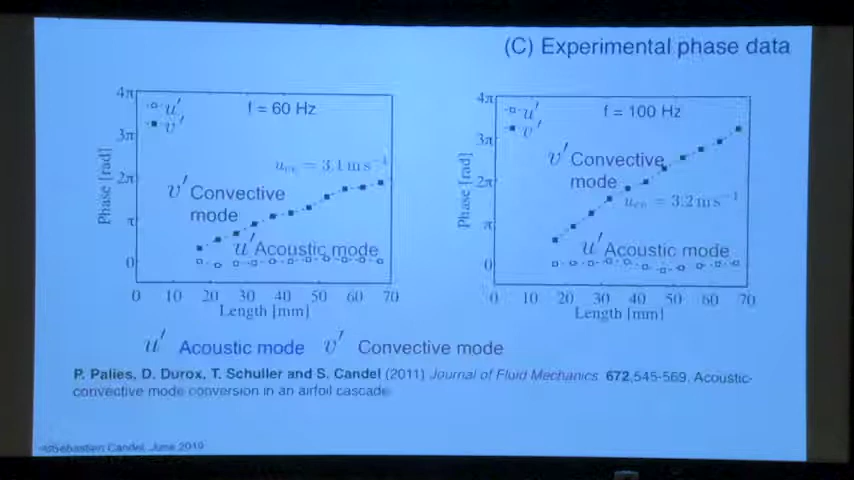 (C) Experimental phase data
4π
3π
2π
π
0
Phase [rad]
u′
v′
f = 60 Hz
= 3.1 m s⁻¹
v′ Convective
mode
u′ Acoustic mode
0 10 20 30 40 50 60 70
Length [mm]
4π
3π
2π
π
0
Phase [rad]
u′
v′
f = 100 Hz
v′ Convective
mode
= 3.2 m s⁻¹
u′ Acoustic mode
0 10 20 30 40 50 60 70
Length [mm]
u′ Acoustic mode v′ Convective mode
P. Palies, D. Durox, T. Schuller and S. Candel (2011) Journal of Fluid Mechanics 672,545-569, Acoustic-
convective mode conversion in an airfoil cascade
©Sebastien Candel, June 2019